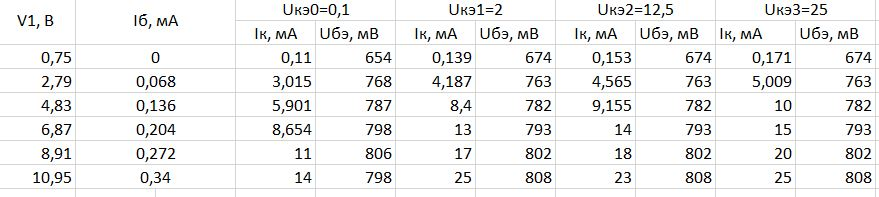 V1, В Iб, мА Uкэ0=0,1 Uкэ1=2 Uкэ2=12,5 Uкэ3=25
Iк, мА Uбэ, мВ Iк, мА Uбэ, мВ Iк, мА Uбэ, мВ Iк, мА Uбэ, мВ
0,75 0 0,11 654 0,139 674 0,153 674 0,171 674
2,79 0,068 3,015 768 4,187 763 4,565 763 5,009 763
4,83 0,136 5,901 787 8,4 782 9,155 782 10 782
6,87 0,204 8,654 798 13 793 14 793 15 793
8,91 0,272 11 806 17 802 18 802 20 802
10,95 0,34 14 798 25 808 23 808 25 808